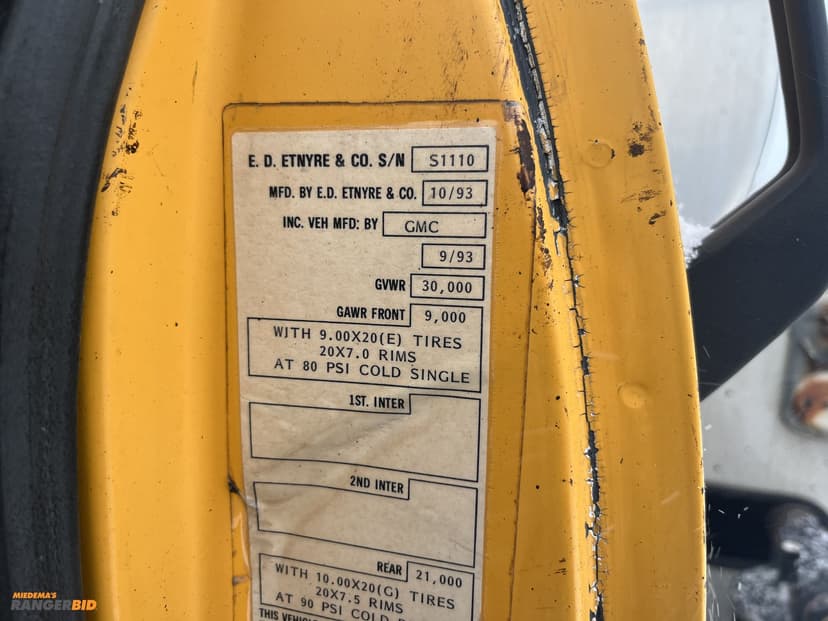 E. D. ETNYRE & CO. S/N S1110
MFD. BY E.D. ETNYRE & CO. 10/93
INC. VEH MFD: BY GMC
9/93
GVWR 30,000
GAWR FRONT 9,000
WITH 9.00X20(E) TIRES
20X7.0 RIMS
AT 80 PSI COLD SINGLE
1ST. INTER
2ND INTER
REAR 21,000
WITH 10.00X20(G) TIRES
20X7.5 RIMS
AT 90 PSI COLD
THIS
MIEDEMA'S
RANGERBID